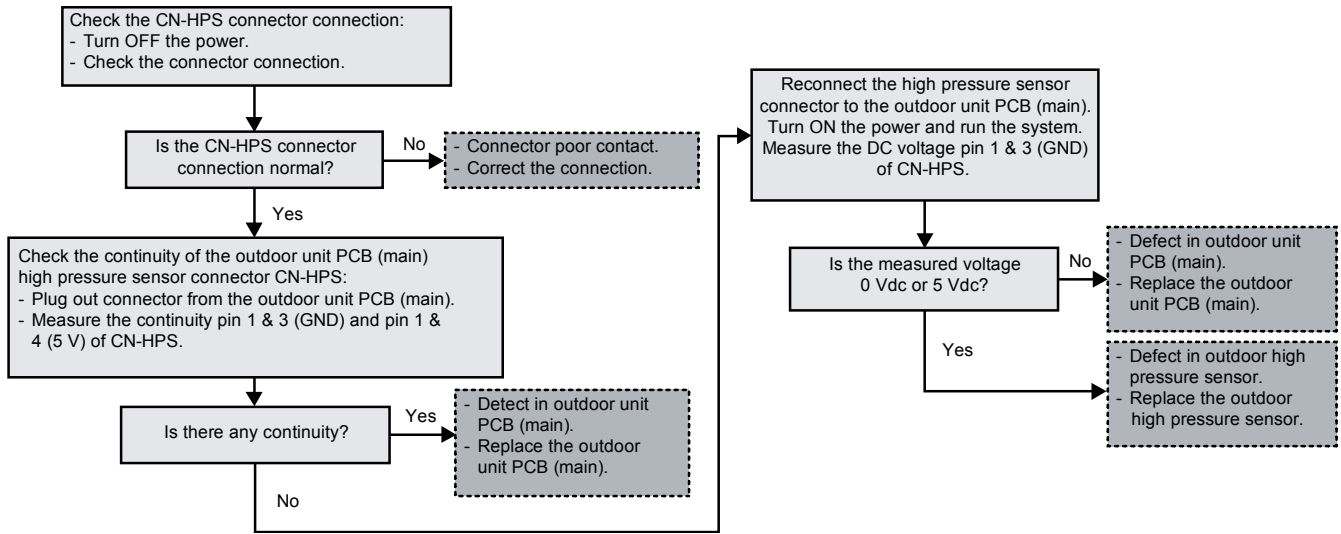 Check the CN-HPS connector connection:
- Turn OFF the power.
- Check the connector connection.
Is the CN-HPS connector
connection normal?
No
- Connector poor contact.
- Correct the connection.
Yes
Check the continuity of the outdoor unit PCB (main)
high pressure sensor connector CN-HPS:
- Plug out connector from the outdoor unit PCB (main).
- Measure the continuity pin 1 & 3 (GND) and pin 1 &
4 (5 V) of CN-HPS.
Is there any continuity?
Yes
- Detect in outdoor unit
PCB (main).
- Replace the outdoor
unit PCB (main).
No
Reconnect the high pressure sensor
connector to the outdoor unit PCB (main).
Turn ON the power and run the system.
Measure the DC voltage pin 1 & 3 (GND)
of CN-HPS.
Is the measured voltage
0 Vdc or 5 Vdc?
No
- Defect in outdoor unit
PCB (main).
- Replace the outdoor
unit PCB (main).
Yes
- Defect in outdoor high
pressure sensor.
- Replace the outdoor
high pressure sensor.